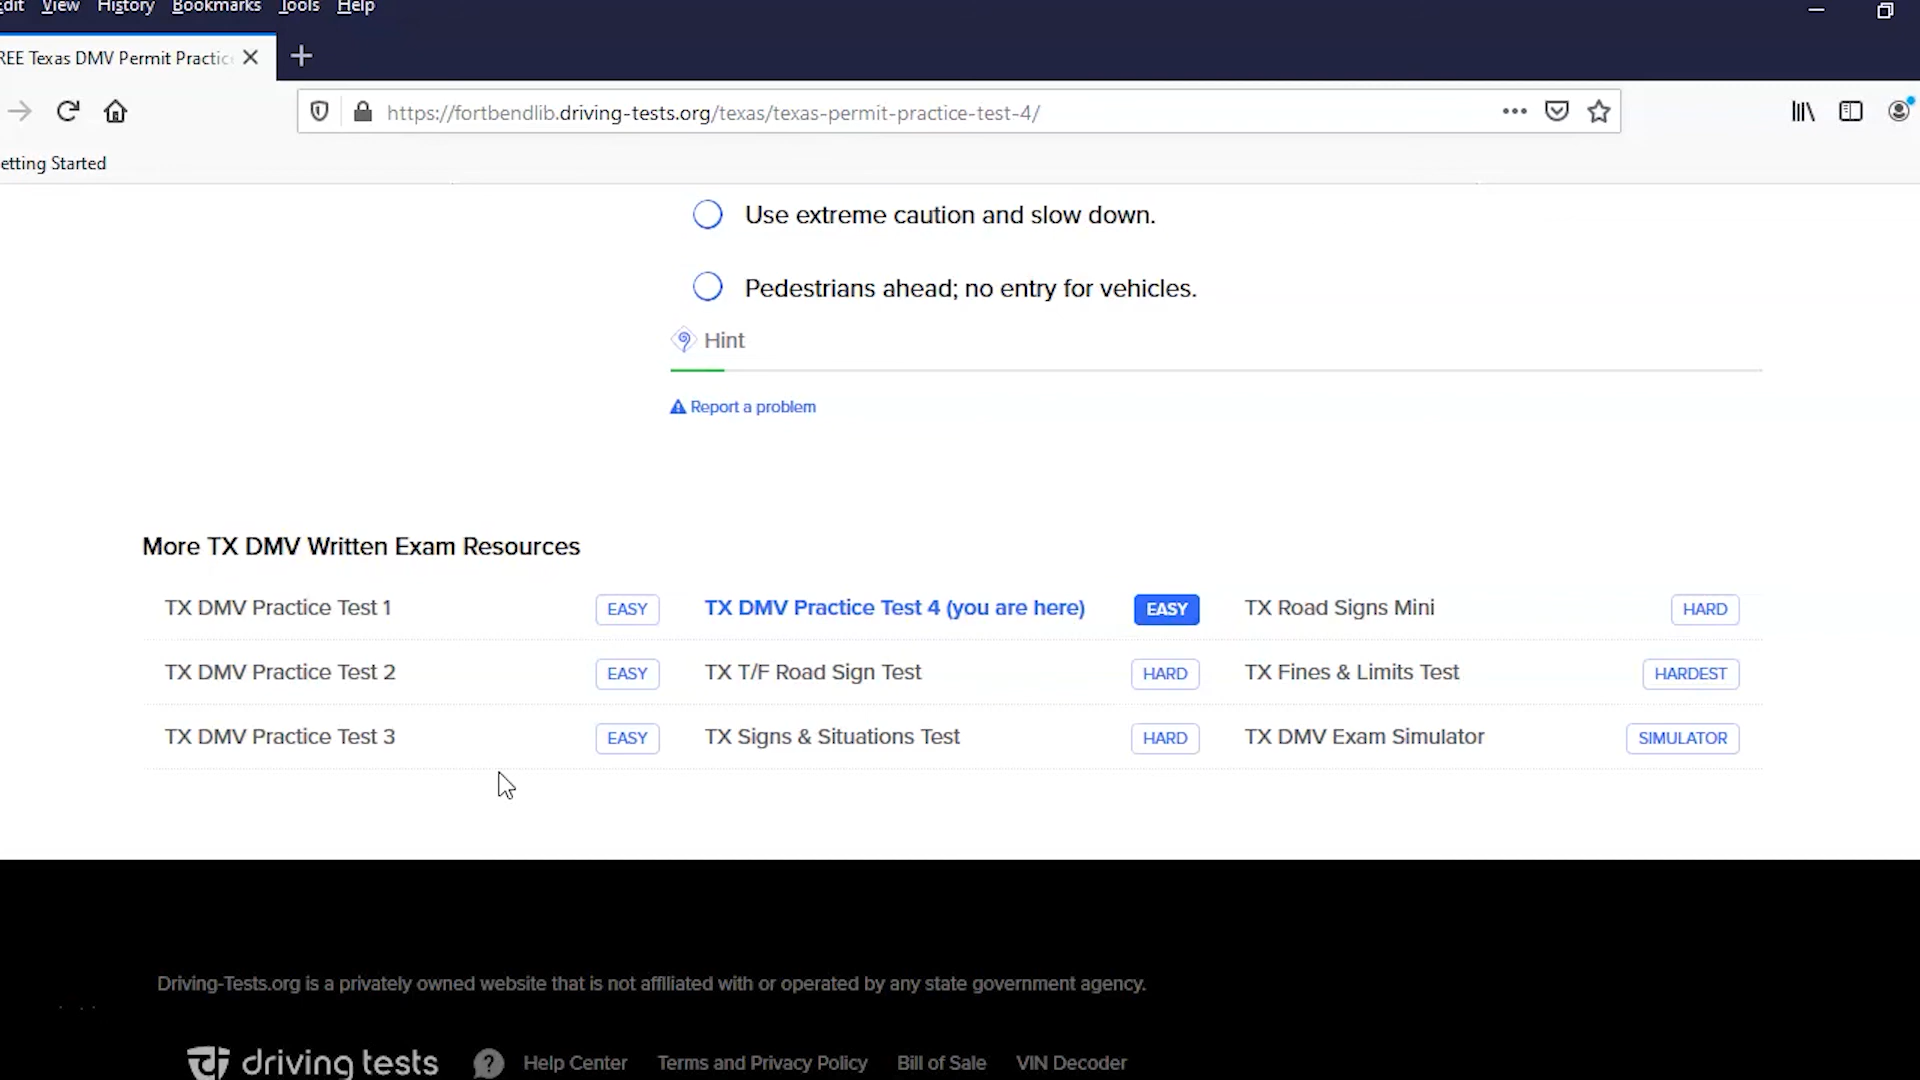 Edit View History Bookmarks Tools Help
REE Texas DMV Permit Practic
https://fortbendlib.driving-tests.org/texas/texas-permit-practice-test-4/
etting Started
Use extreme caution and slow down.
Pedestrians ahead; no entry for vehicles.
Hint
Report a problem
More TX DMV Written Exam Resources
TX DMV Practice Test 1 EASY TX DMV Practice Test 4 (you are here) EASY TX Road Signs Mini HARD
TX DMV Practice Test 2 EASY TX T/F Road Sign Test HARD TX Fines & Limits Test HARDEST
TX DMV Practice Test 3 EASY TX Signs & Situations Test HARD TX DMV Exam Simulator SIMULATOR
Driving-Tests.org is a privately owned website that is not affiliated with or operated by any state government agency.
driving tests Help Center Terms and Privacy Policy Bill of Sale VIN Decoder